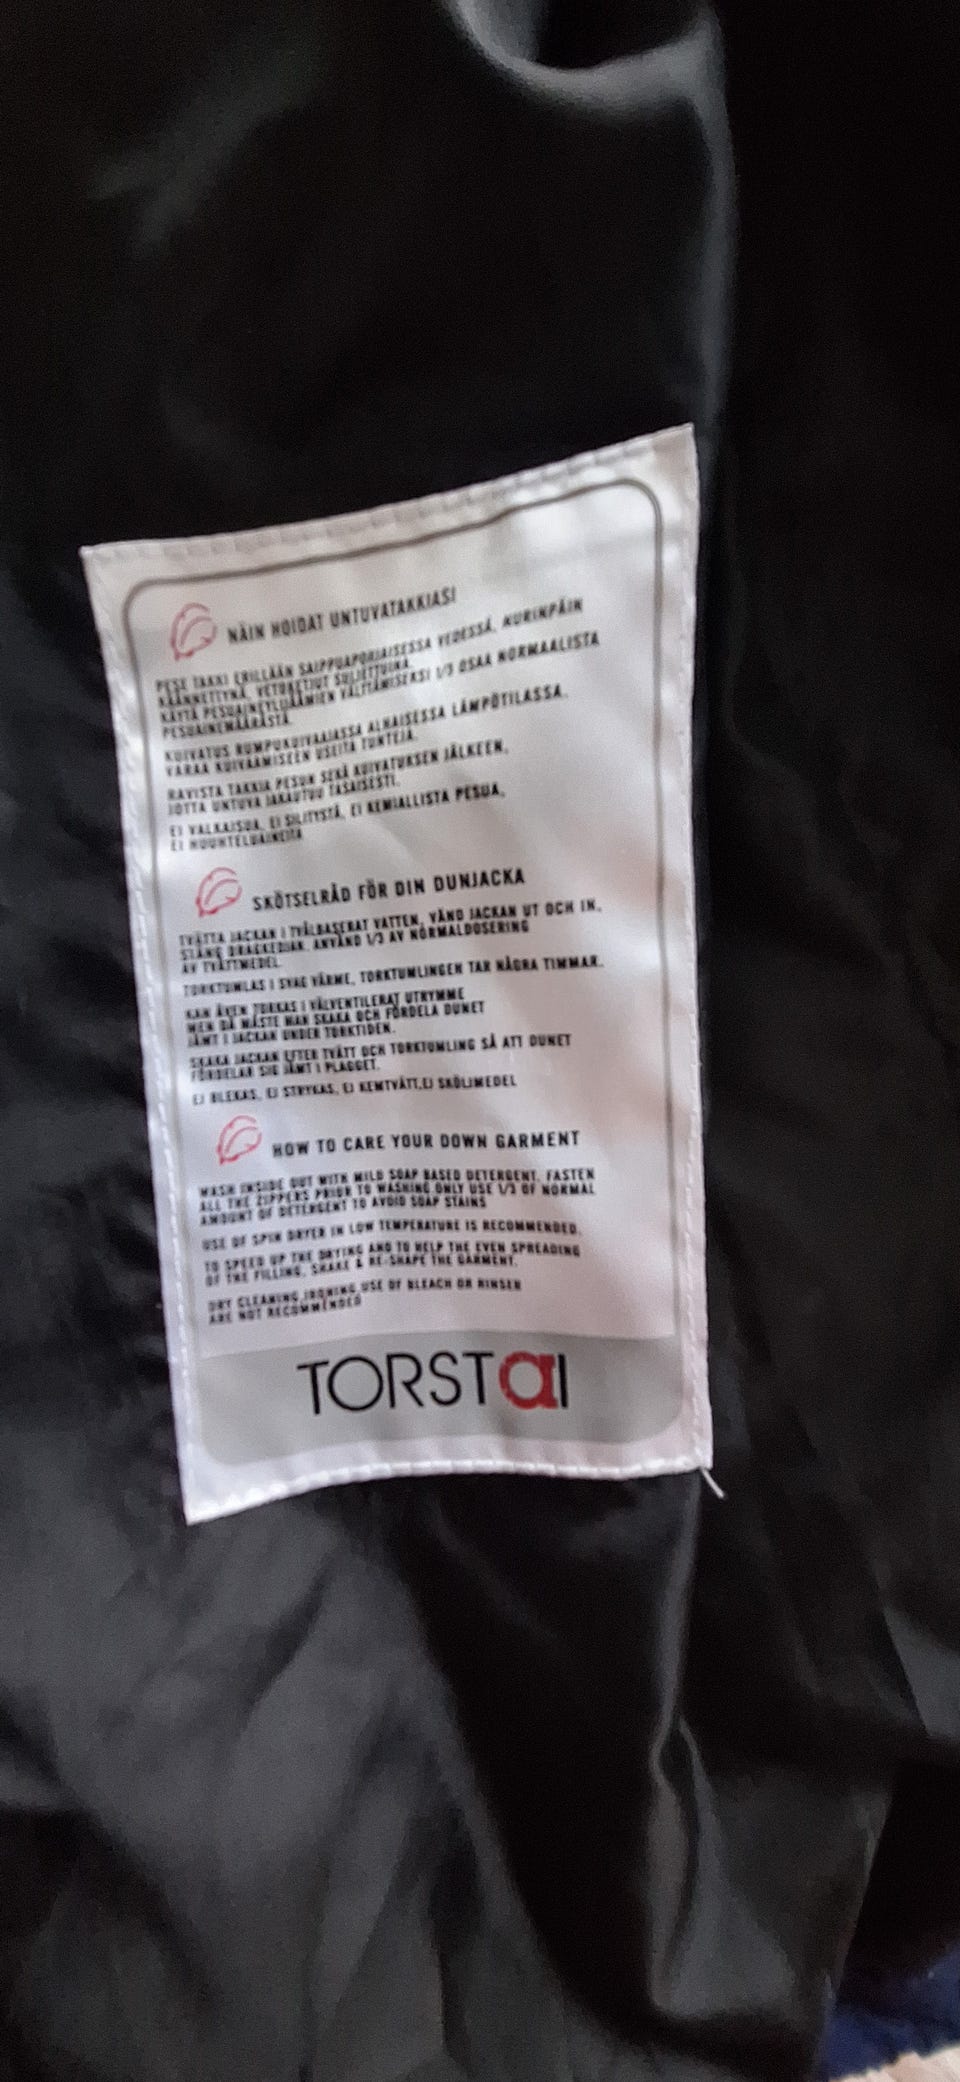 NÄIN HOIDAT UNTUVATAKKIASI
PESE TAKKI ERILLÄÄN SAIPPUAPOHJAISESSA VEDESSÄ, NURINPÄIN
KÄÄNNETTYNÄ, VETOKETJUT SULJETTUINA.
KÄYTÄ PESUAINETYLJÄÄMIEN VÄLTTÄMISEKSI 1/3 OSAA NORMAALISTA
PESUAINEMÄÄRÄSTÄ.
KUIVATUS RUMPUKUIVAAJASSA ALHAISESSA LÄMPÖTILASSA.
VARAA KUIVAAMISEEN USEITA TUNTEJA.
RAVISTA TAKKIA PESUN SEKÄ KUIVATUKSEN JÄLKEEN,
JOTTA UNTUVA JAKAUTUU TASAISESTI.
EI VALKAISUA, EI SILITYSTÄ, EI KEMIALLISTA PESUA,
EI HUUHTELUAINEITA
SKÖTSELRÅD FÖR DIN DUNJACKA
TVÄTTA JACKAN I TVÅLBASERAT VATTEN, VÄND JACKAN UT OCH IN,
STÄNG DRAGKEDJAN. ANVÄND 1/3 AV NORMALDOSERING
AV TVÄTTMEDEL.
TORKTUMLAS I SVAG VÄRME, TORKTUMLINGEN TAR NÅGRA TIMMAR.
KAN ÄVEN TORKAS I VÄLVENTILERAT UTRYMME
MEN DÅ MÅSTE MAN SKAKA OCH FÖRDELA DUNET
JÄMT I JACKAN UNDER TORKTIDEN.
SKAKA JACKAN EFTER TVÄTT OCH TORKTUMLING SÅ ATT DUNET
FÖRDELAR SIG JÄMT I PLAGGET.
EJ BLEKAS, EJ STRYKAS, EJ KEMTVÄTT,EJ SKÖLJMEDEL
HOW TO CARE YOUR DOWN GARMENT
WASH INSIDE OUT WITH MILD SOAP BASED DETERGENT. FASTEN
ALL THE ZIPPERS PRIOR TO WASHING ONLY USE 1/3 OF NORMAL
AMOUNT OF DETERGENT TO AVOID SOAP STAINS
USE OF SPIN DRYER IN LOW TEMPERATURE IS RECOMMENDED.
TO SPEED UP THE DRYING AND TO HELP THE EVEN SPREADING
OF THE FILLING, SHAKE & RE-SHAPE THE GARMENT.
DRY CLEANING,IRONING,USE OF BLEACH OR RINSER
ARE NOT RECOMMENDED
TORSTAI